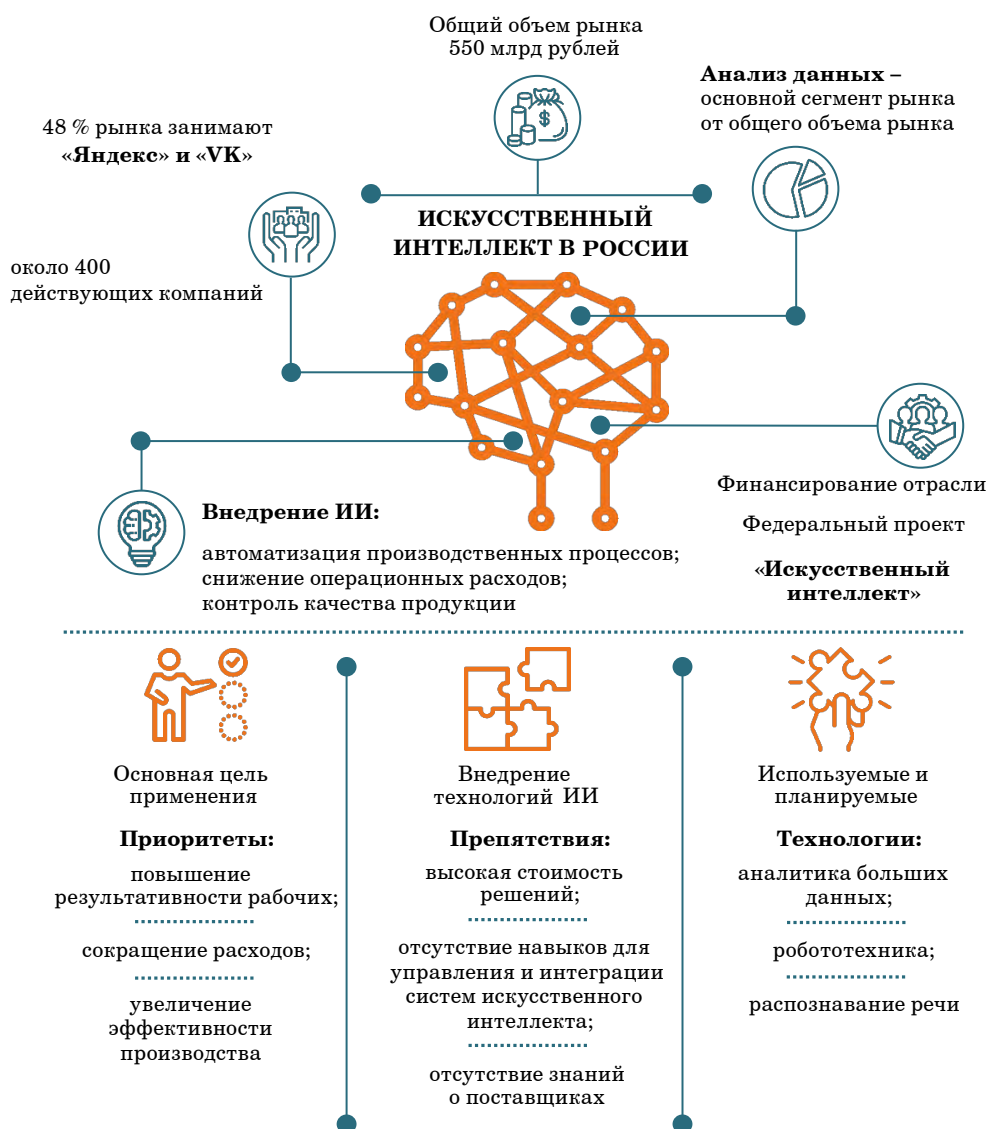 Общий объем рынка
550 млрд рублей
Анализ данных –
основной сегмент рынка
от общего объема рынка
48 % рынка занимают
«Яндекс» и «VK»
$
ИСКУССТВЕННЫЙ
ИНТЕЛЛЕКТ В РОССИИ
около 400
действующих компаний
Финансирование отрасли
Федеральный проект
«Искусственный
интеллект»
Внедрение ИИ:
автоматизация производственных процессов;
снижение операционных расходов;
контроль качества продукции
Основная цель
применения
Приоритеты:
повышение
результативности рабочих;
сокращение расходов;
увеличение
эффективности
производства
Внедрение
технологий ИИ
Препятствия:
высокая стоимость
решений;
отсутствие навыков для
управления и интеграции
систем искусственного
интеллекта;
отсутствие знаний
о поставщиках
Используемые и
планируемые
Технологии:
аналитика больших
данных;
робототехника;
распознавание речи